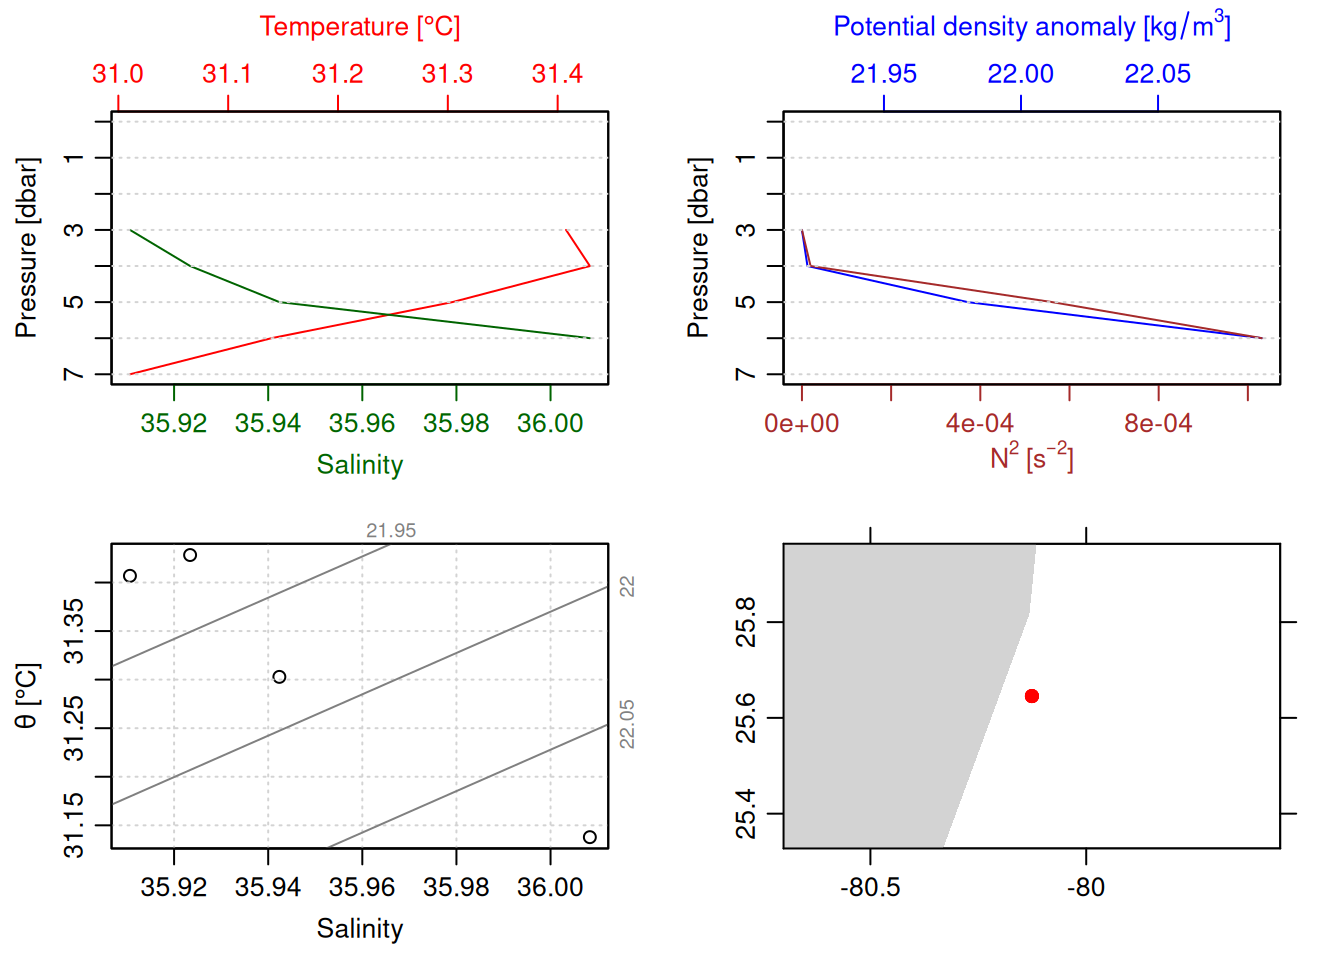 Temperature [°C]
31.0 31.1 31.2 31.3 31.4
Pressure [dbar]
1 3 5 7
35.92 35.94 35.96 35.98 36.00
Salinity
Potential density anomaly [kg/m³]
21.95 22.00 22.05
Pressure [dbar]
1 3 5 7
0e+00 4e-04 8e-04
N² [s⁻²]
21.95
22
22.05
θ [°C]
31.35 31.25 31.15
35.92 35.94 35.96 35.98 36.00
Salinity
25.8 25.6 25.4
-80.5 -80